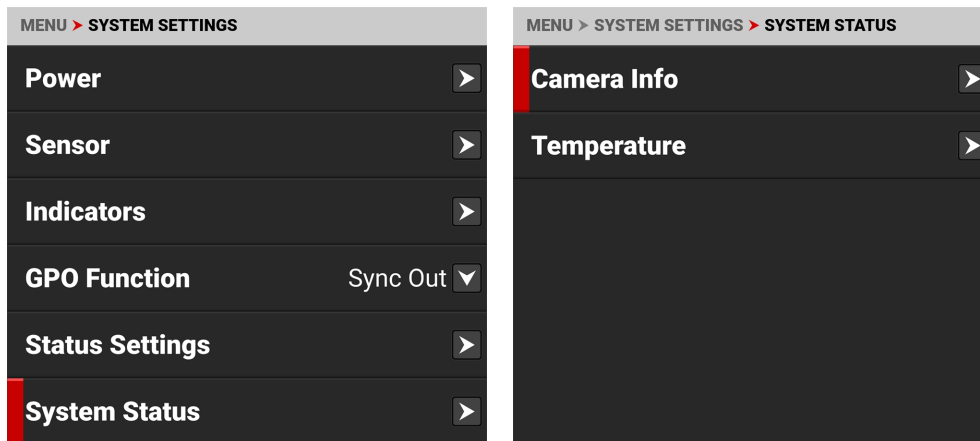 MENU ➤ SYSTEM SETTINGS
Power
Sensor
Indicators
GPO Function Sync Out
Status Settings
System Status
MENU ➤ SYSTEM SETTINGS ➤ SYSTEM STATUS
Camera Info
Temperature